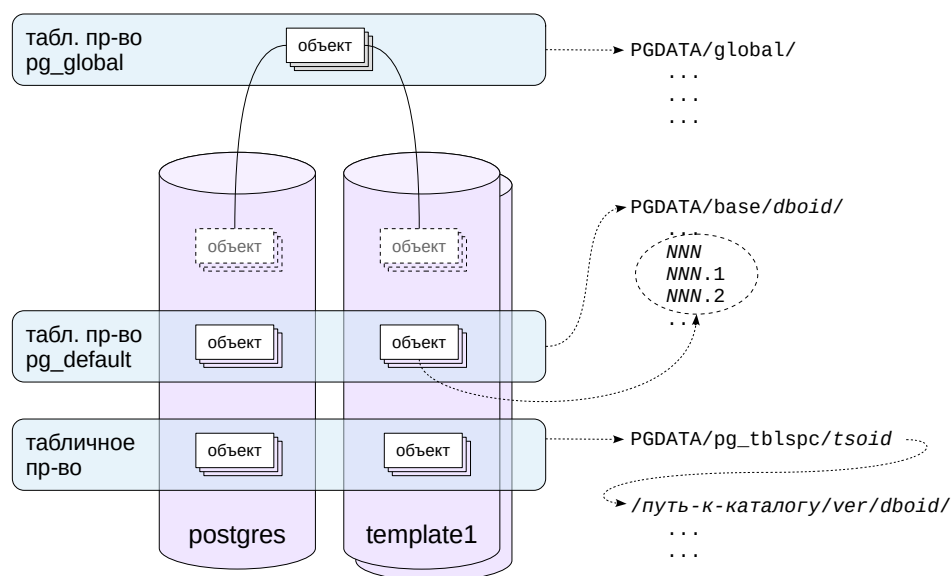 табл. пр-во
pg_global
объект
PGDATA/global/
...
...
...
PGDATA/base/dboid/
...
NNN
NNN.1
NNN.2
...
объект
объект
табл. пр-во
pg_default
объект
объект
табличное
пр-во
объект
объект
PGDATA/pg_tblspc/tsoid
/путь-к-каталогу/ver/dboid/
...
...
postgres
template1